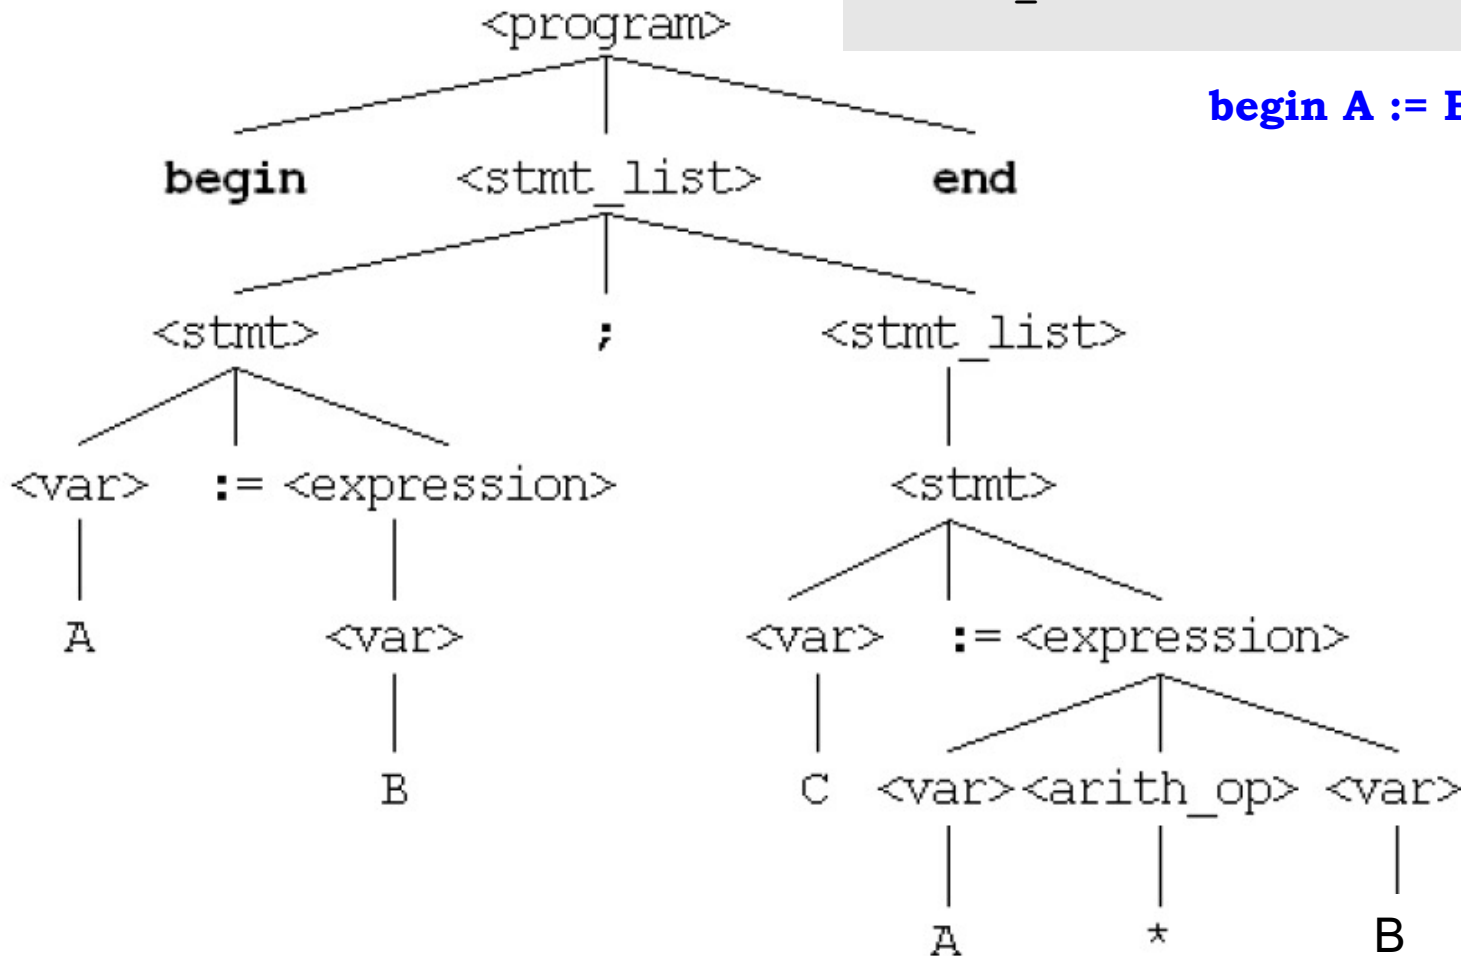 <program>
begin A := B
begin <stmt_list> end
<stmt> ; <stmt_list>
<var> := <expression> <stmt>
A <var> <var> := <expression>
B C <var> <arith_op> <var>
A * B